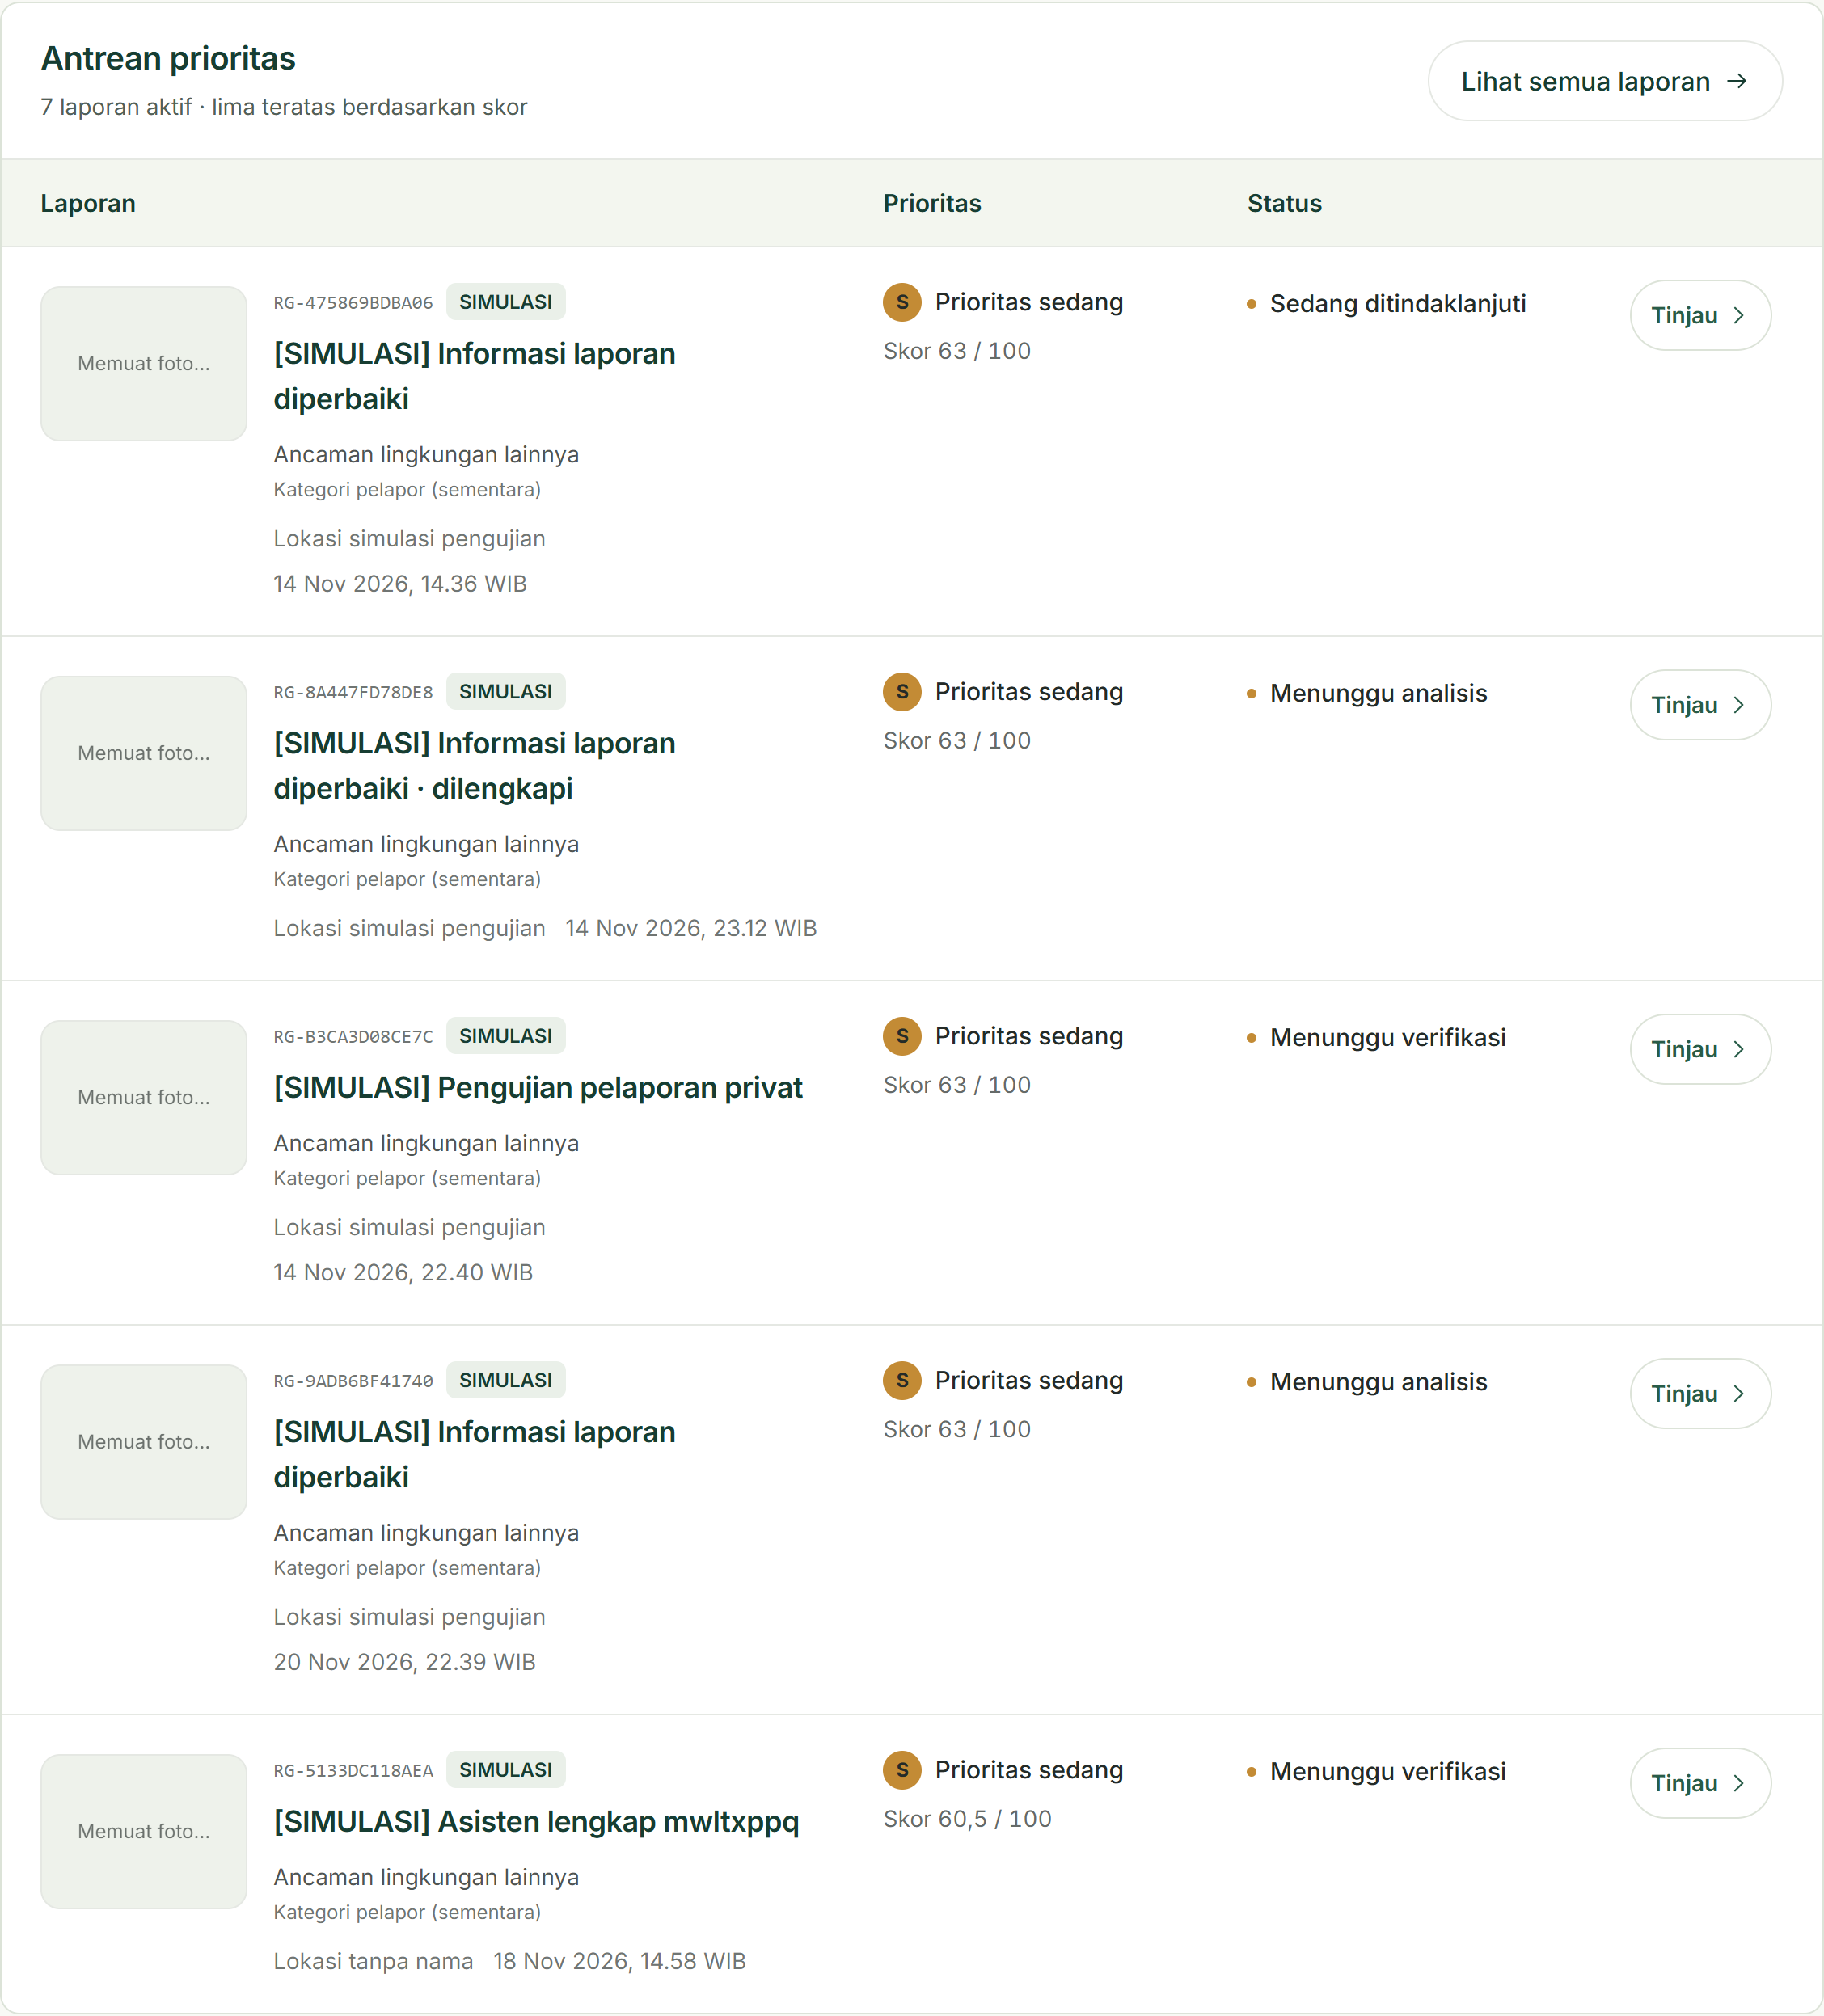 Antrean prioritas
7 laporan aktif · lima teratas berdasarkan skor
Lihat semua laporan →
Laporan Prioritas Status
Memuat foto...
RG-475869BDBA06 SIMULASI
[SIMULASI] Informasi laporan
diperbaiki
Ancaman lingkungan lainnya
Kategori pelapor (sementara)
Lokasi simulasi pengujian
14 Nov 2026, 14.36 WIB
S Prioritas sedang
Skor 63 / 100
Sedang ditindaklanjuti
Tinjau
Memuat foto...
RG-8A447FD78DE8 SIMULASI
[SIMULASI] Informasi laporan
diperbaiki · dilengkapi
Ancaman lingkungan lainnya
Kategori pelapor (sementara)
Lokasi simulasi pengujian 14 Nov 2026, 23.12 WIB
S Prioritas sedang
Skor 63 / 100
Menunggu analisis
Tinjau
Memuat foto...
RG-B3CA3D08CE7C SIMULASI
[SIMULASI] Pengujian pelaporan privat
Ancaman lingkungan lainnya
Kategori pelapor (sementara)
Lokasi simulasi pengujian
14 Nov 2026, 22.40 WIB
S Prioritas sedang
Skor 63 / 100
Menunggu verifikasi
Tinjau
Memuat foto...
RG-9ADB6BF41740 SIMULASI
[SIMULASI] Informasi laporan
diperbaiki
Ancaman lingkungan lainnya
Kategori pelapor (sementara)
Lokasi simulasi pengujian
20 Nov 2026, 22.39 WIB
S Prioritas sedang
Skor 63 / 100
Menunggu analisis
Tinjau
Memuat foto...
RG-5133DC118AEA SIMULASI
[SIMULASI] Asisten lengkap mwltxppq
Ancaman lingkungan lainnya
Kategori pelapor (sementara)
Lokasi tanpa nama 18 Nov 2026, 14.58 WIB
S Prioritas sedang
Skor 60,5 / 100
Menunggu verifikasi
Tinjau